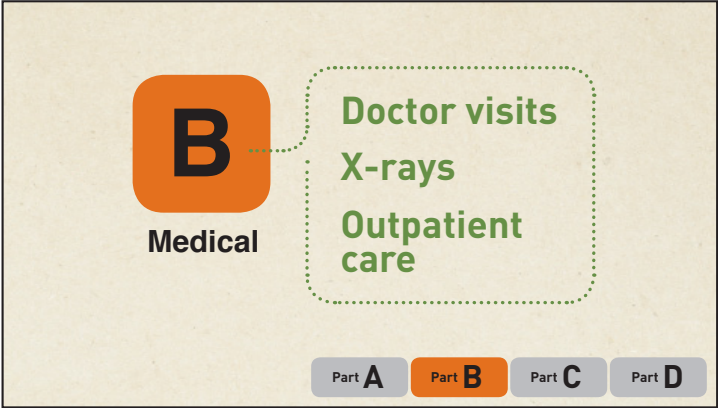 B
Medical
Doctor visits
X-rays
Outpatient
care
Part A
Part B
Part C
Part D